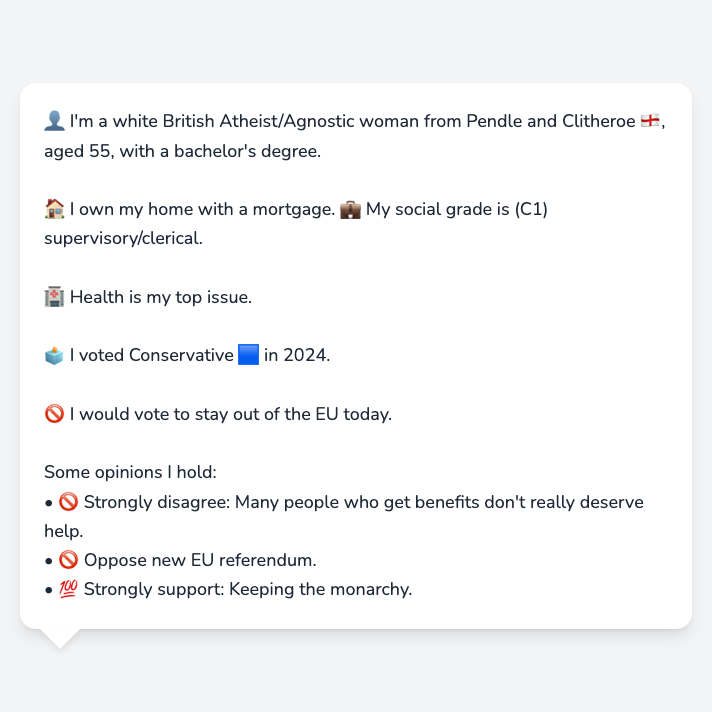 👤 I'm a white British Atheist/Agnostic woman from Pendle and Clitheroe 🏴󠁧󠁢󠁥󠁮󠁧󠁿,
aged 55, with a bachelor's degree.
🏠 I own my home with a mortgage. 💼 My social grade is (C1)
supervisory/clerical.
🏥 Health is my top issue.
🗳️ I voted Conservative 🟦 in 2024.
🚫 I would vote to stay out of the EU today.
Some opinions I hold:
• 🚫 Strongly disagree: Many people who get benefits don't really deserve
help.
• 🚫 Oppose new EU referendum.
• 💯 Strongly support: Keeping the monarchy.